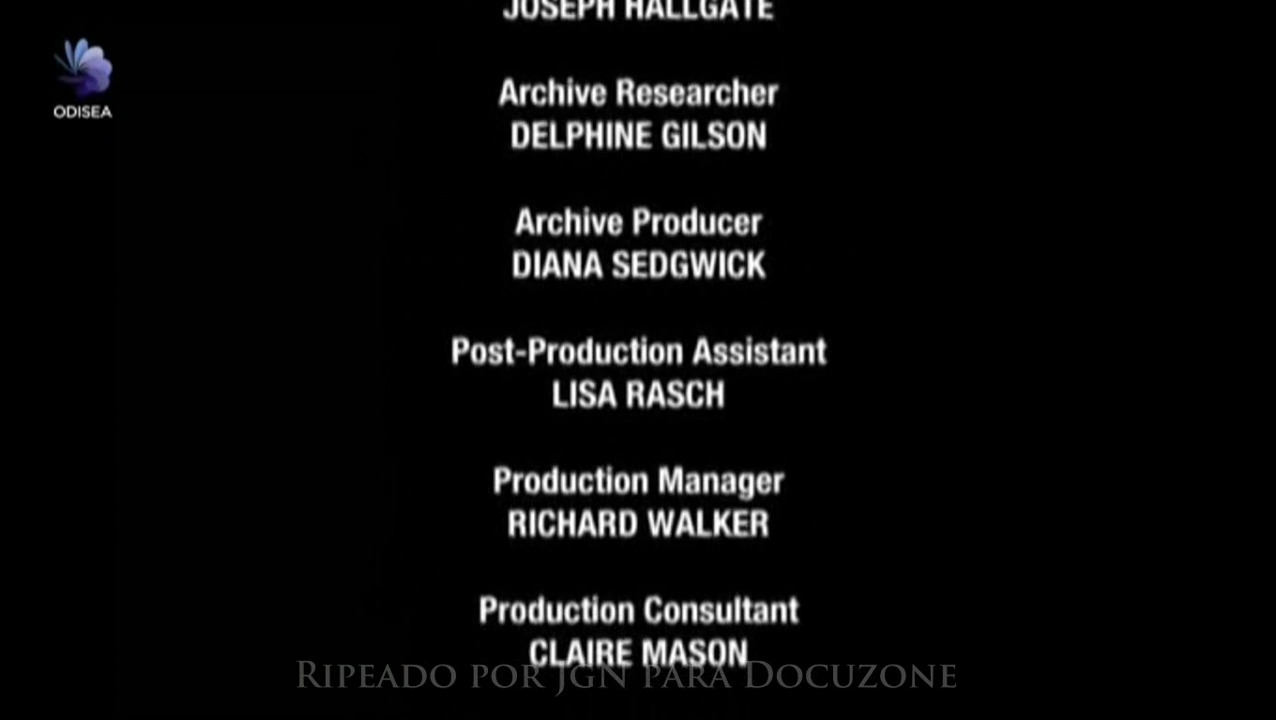 JOSEPH HALLGATE
ODISEA
Archive Researcher
DELPHINE GILSON
Archive Producer
DIANA SEDGWICK
Post-Production Assistant
LISA RASCH
Production Manager
RICHARD WALKER
Production Consultant
CLAIRE MASON
RIPEADO POR JGN PARA DOCUZONE